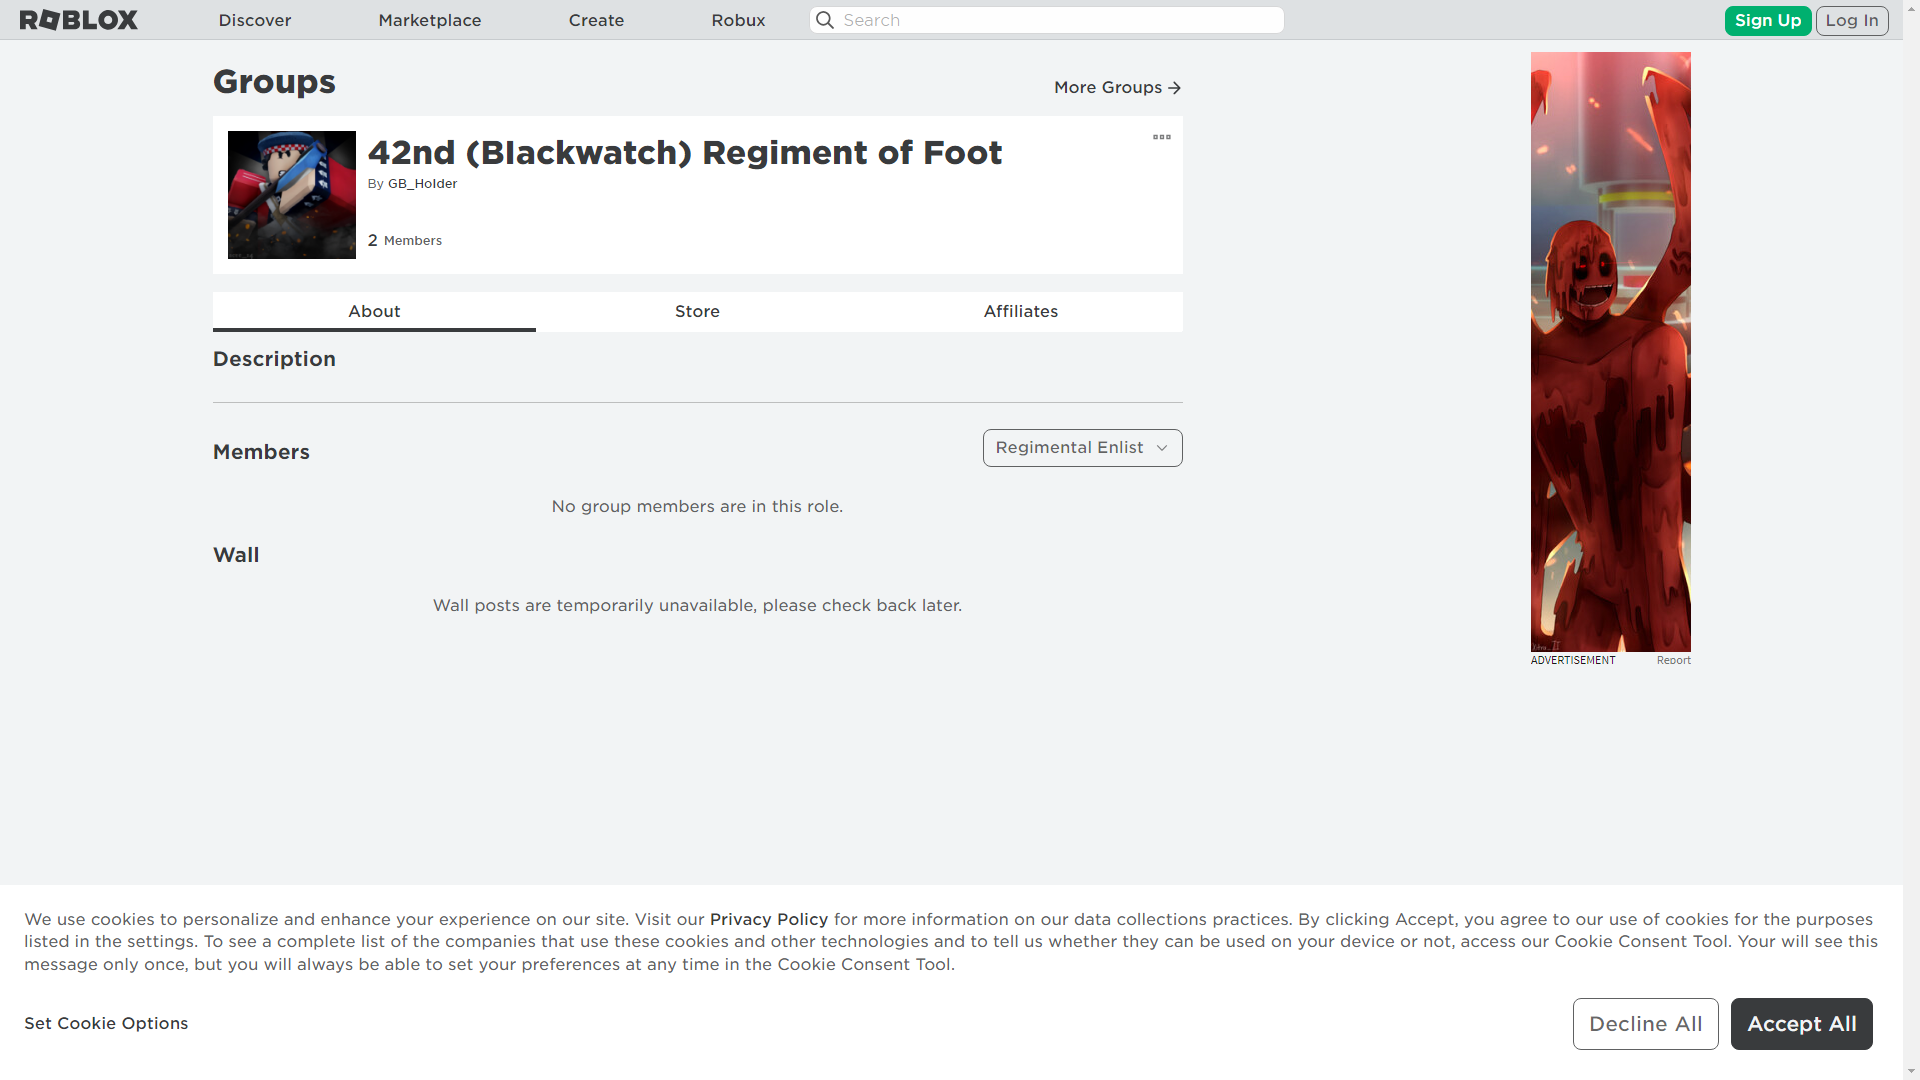 ROBLOX
Discover
Marketplace
Create
Robux
Search
Sign Up
Log In
Groups
More Groups
42nd (Blackwatch) Regiment of Foot
By GB_Holder
2 Members
About
Store
Affiliates
Description
Members
Regimental Enlist
No group members are in this role.
Wall
Wall posts are temporarily unavailable, please check back later.
ADVERTISEMENT
Report
We use cookies to personalize and enhance your experience on our site. Visit our Privacy Policy for more information on our data collections practices. By clicking Accept, you agree to our use of cookies for the purposes
listed in the settings. To see a complete list of the companies that use these cookies and other technologies and to tell us whether they can be used on your device or not, access our Cookie Consent Tool. Your will see this
message only once, but you will always be able to set your preferences at any time in the Cookie Consent Tool.
Set Cookie Options
Decline All
Accept All